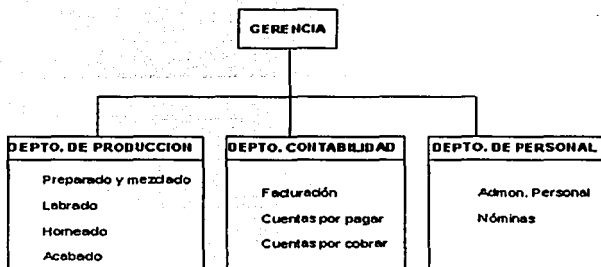 GERENCIA
DEPTO. DE PRODUCCION
Preparado y mezclado
Labrado
Horneado
Acabado
DEPTO. CONTABILIDAD
Facturación
Cuentas por pagar
Cuentas por cobrar
DEPTO. DE PERSONAL
Admon. Personal
Nóminas